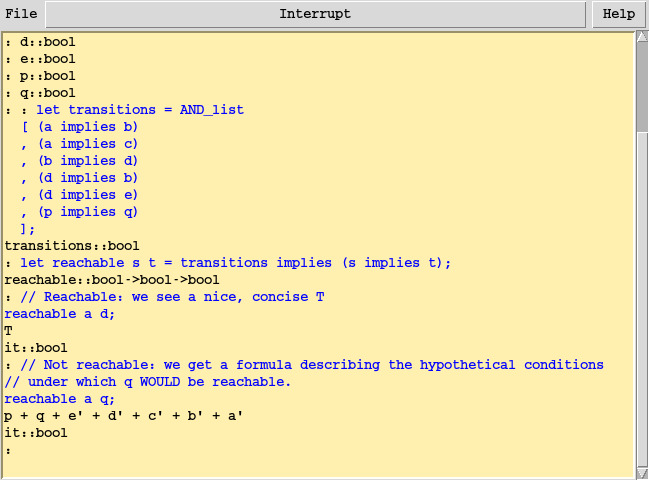 File Interrupt Help
: d::bool
: e::bool
: p::bool
: q::bool
: : let transitions = AND_list
  [ (a implies b)
  , (a implies c)
  , (b implies d)
  , (d implies b)
  , (d implies e)
  , (p implies q)
  ];
transitions::bool
: let reachable s t = transitions implies (s implies t);
reachable::bool->bool->bool
: // Reachable: we see a nice, concise T
reachable a d;
T
it::bool
: // Not reachable: we get a formula describing the hypothetical conditions
// under which q WOULD be reachable.
reachable a q;
p + q + e' + d' + c' + b' + a'
it::bool
: